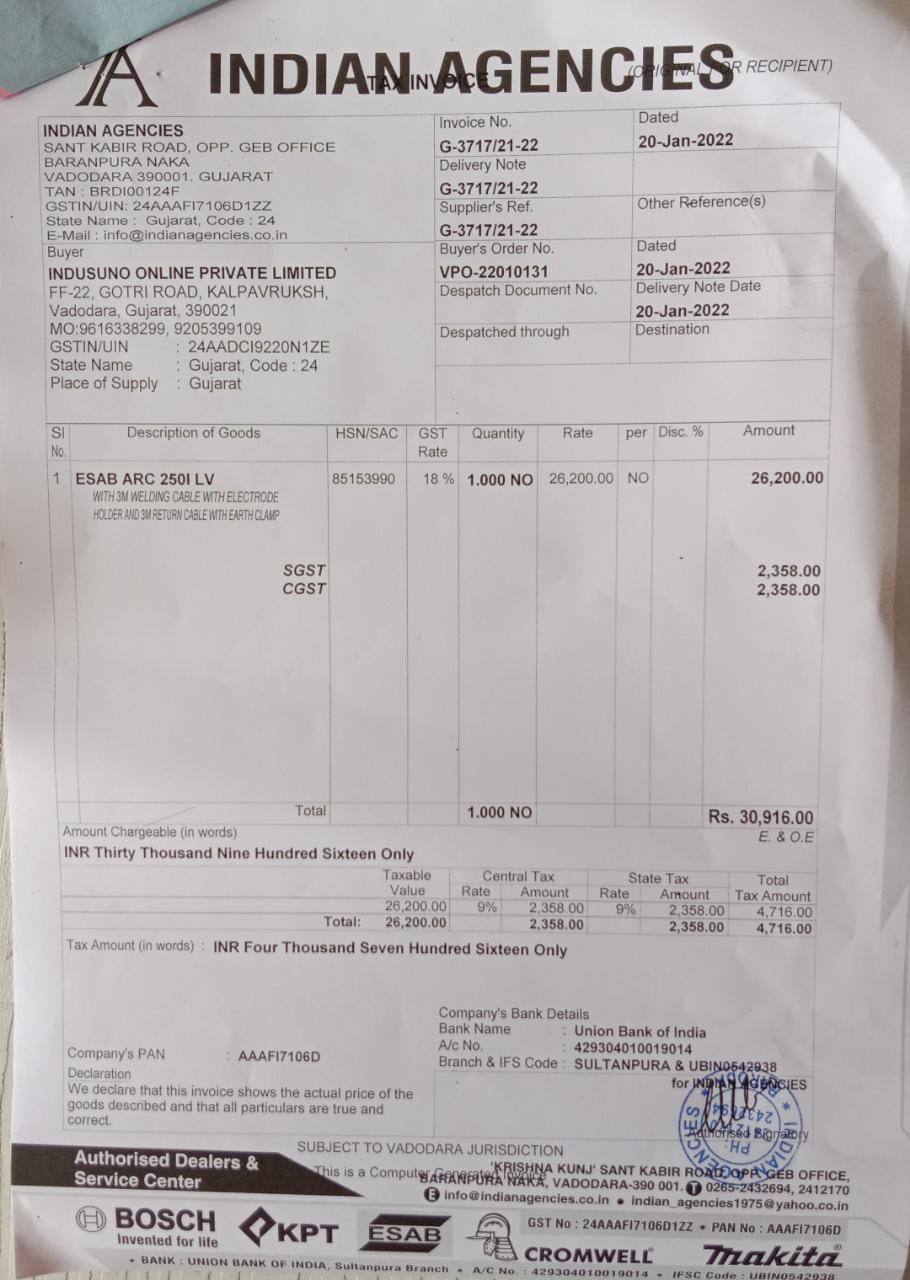 INDIAN AGENCIES
TAX INVOICE
(ORIGINAL FOR RECIPIENT)
INDIAN AGENCIES
SANT KABIR ROAD, OPP. GEB OFFICE
BARANPURA NAKA
VADODARA 390001. GUJARAT
TAN : BRDI00124F
GSTIN/UIN: 24AAAFI7106D1ZZ
State Name : Gujarat, Code : 24
E-Mail : info@indianagencies.co.in
Invoice No.
G-3717/21-22
Dated
20-Jan-2022
Delivery Note
G-3717/21-22
Supplier's Ref.
G-3717/21-22
Other Reference(s)
Buyer
INDUSUNO ONLINE PRIVATE LIMITED
FF-22, GOTRI ROAD, KALPAVRUKSH,
Vadodara, Gujarat, 390021
MO:9616338299, 9205399109
GSTIN/UIN : 24AADCI9220N1ZE
State Name : Gujarat, Code : 24
Place of Supply : Gujarat
Buyer's Order No.
VPO-22010131
Dated
20-Jan-2022
Despatch Document No.
Delivery Note Date
20-Jan-2022
Despatched through
Destination
Sl No. Description of Goods HSN/SAC GST Rate Quantity Rate per Disc. % Amount
1 ESAB ARC 250I LV 85153990 18 % 1.000 NO 26,200.00 NO 26,200.00
WITH 3M WELDING CABLE WITH ELECTRODE
HOLDER AND 3M RETURN CABLE WITH EARTH CLAMP
SGST 2,358.00
CGST 2,358.00
Total 1.000 NO Rs. 30,916.00
Amount Chargeable (in words) E. & O.E
INR Thirty Thousand Nine Hundred Sixteen Only
Taxable Value Central Tax State Tax Total Tax Amount
Rate Amount Rate Amount
26,200.00 9% 2,358.00 9% 2,358.00 4,716.00
Total: 26,200.00 2,358.00 2,358.00 4,716.00
Tax Amount (in words) : INR Four Thousand Seven Hundred Sixteen Only
Company's Bank Details
Bank Name : Union Bank of India
A/c No. : 429304010019014
Branch & IFS Code : SULTANPURA & UBIN0542938
Company's PAN : AAAFI7106D
Declaration
We declare that this invoice shows the actual price of the
goods described and that all particulars are true and
correct.
for INDIAN AGENCIES
Authorised Signatory
SUBJECT TO VADODARA JURISDICTION
This is a Computer Generated Invoice
Authorised Dealers &
Service Center
'KRISHNA KUNJ' SANT KABIR ROAD, OPP. GEB OFFICE,
BARANPURA NAKA, VADODARA-390 001. T 0265-2432694, 2412170
E info@indianagencies.co.in • indian_agencies1975@yahoo.co.in
BOSCH
Invented for life
KPT
ESAB
GST No : 24AAAFI7106D1ZZ • PAN No : AAAFI7106D
CROMWELL
Makita
• BANK : UNION BANK OF INDIA, Sultanpura Branch • A/C No. : 429304010019014 • IFSC Code : UBIN0542938